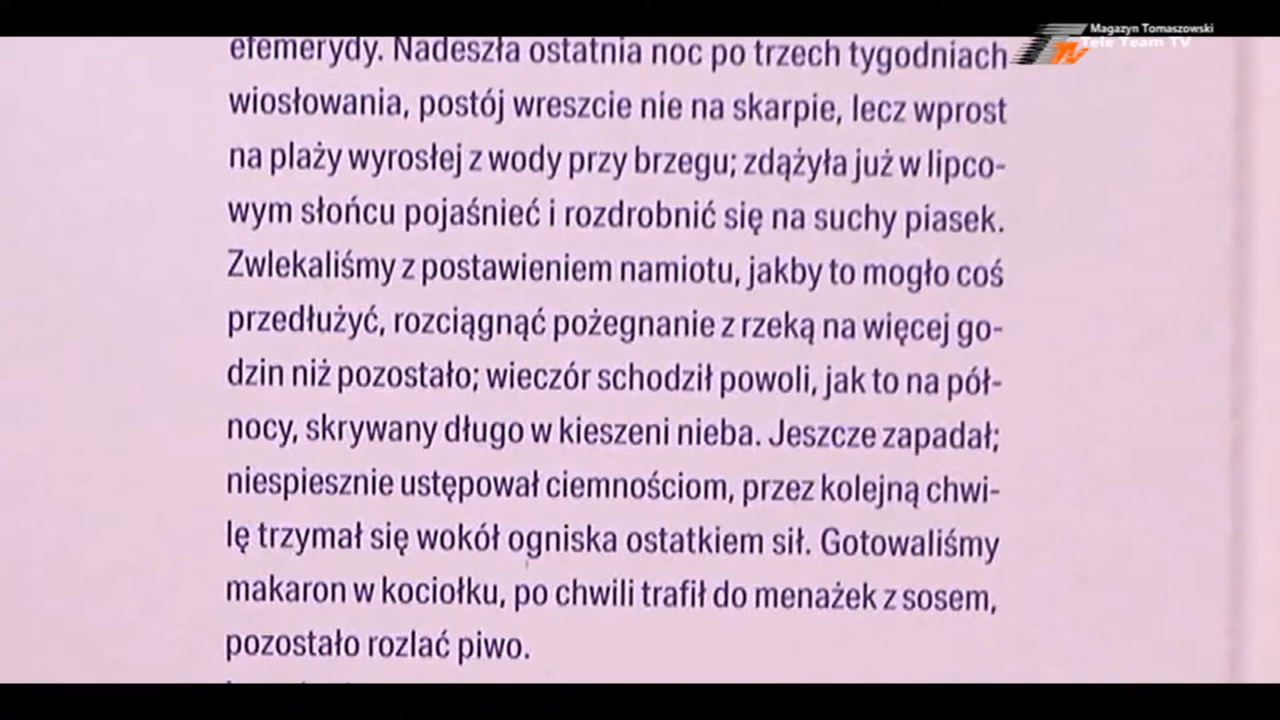 Magazyn Tomaszowski
Tele Team TV
efemerydy. Nadeszła ostatnia noc po trzech tygodniach
wiosłowania, postój wreszcie nie na skarpie, lecz wprost
na plaży wyrosłej z wody przy brzegu; zdążyła już w lipco-
wym słońcu pojaśnieć i rozdrobnić się na suchy piasek.
Zwlekaliśmy z postawieniem namiotu, jakby to mogło coś
przedłużyć, rozciągnąć pożegnanie z rzeką na więcej go-
dzin niż pozostało; wieczór schodził powoli, jak to na pół-
nocy, skrywany długo w kieszeni nieba. Jeszcze zapadał;
niespiesznie ustępował ciemnościom, przez kolejną chwi-
lę trzymał się wokół ogniska ostatkiem sił. Gotowaliśmy
makaron w kociołku, po chwili trafił do menażek z sosem,
pozostało rozlać piwo.